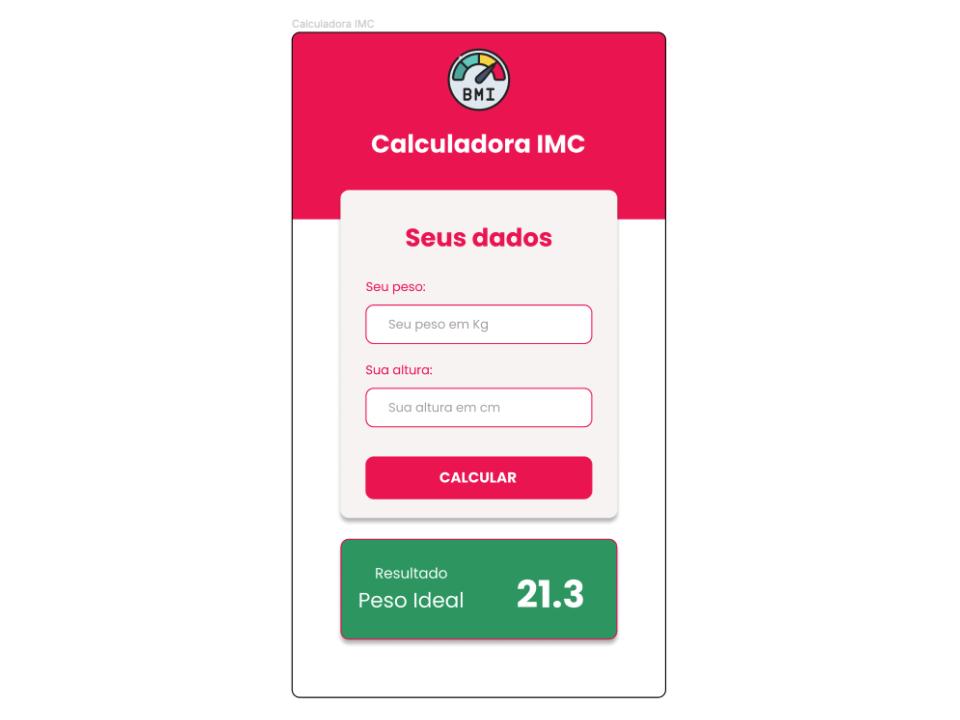 Calculadora IMC
BMI
Calculadora IMC
Seus dados
Seu peso:
Seu peso em Kg
Sua altura:
Sua altura em cm
CALCULAR
Resultado
Peso Ideal
21.3